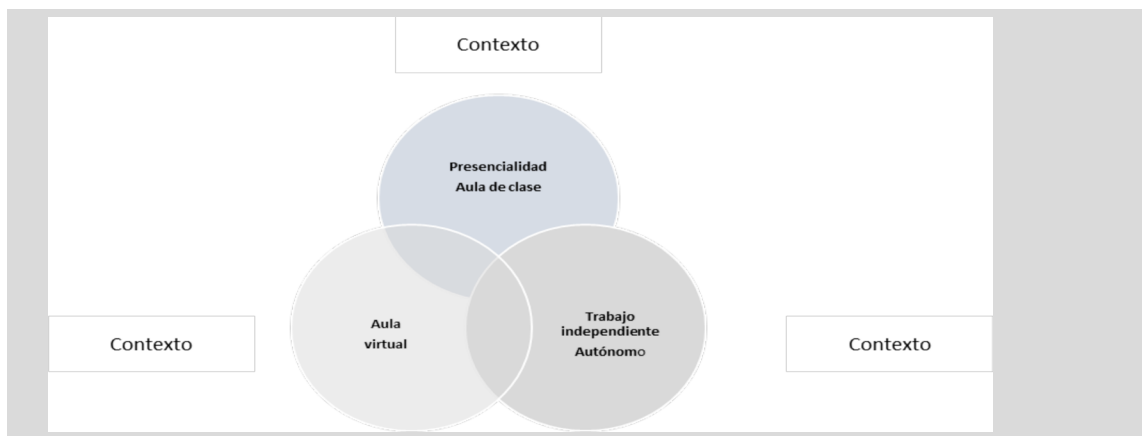 Contexto
Presencialidad
Aula de clase
Aula
virtual
Trabajo
independiente
Autónomo
Contexto
Contexto